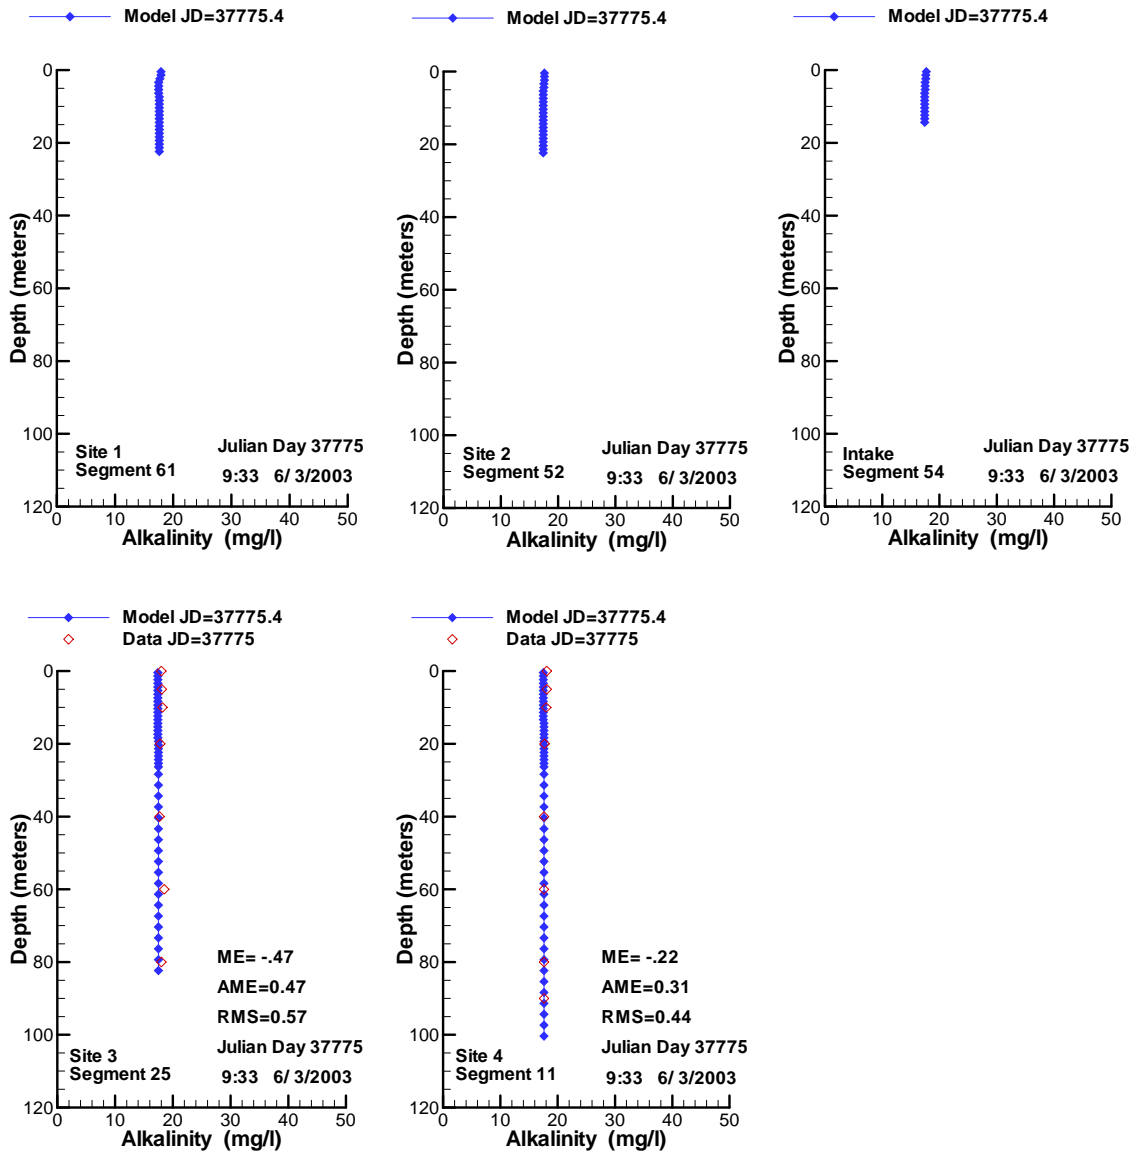 Model JD=37775.4
0
20
40
60
80
100
120
Depth (meters)
Site 1
Segment 61
Julian Day 37775
9:33 6/ 3/2003
0 10 20 30 40 50
Alkalinity (mg/l)
Model JD=37775.4
0
20
40
60
80
100
120
Depth (meters)
Site 2
Segment 52
Julian Day 37775
9:33 6/ 3/2003
0 10 20 30 40 50
Alkalinity (mg/l)
Model JD=37775.4
0
20
40
60
80
100
120
Depth (meters)
Intake
Segment 54
Julian Day 37775
9:33 6/ 3/2003
0 10 20 30 40 50
Alkalinity (mg/l)
Model JD=37775.4
Data JD=37775
0
20
40
60
80
100
120
Depth (meters)
ME= -.47
AME=0.47
RMS=0.57
Site 3
Segment 25
Julian Day 37775
9:33 6/ 3/2003
0 10 20 30 40 50
Alkalinity (mg/l)
Model JD=37775.4
Data JD=37775
0
20
40
60
80
100
120
Depth (meters)
ME= -.22
AME=0.31
RMS=0.44
Site 4
Segment 11
Julian Day 37775
9:33 6/ 3/2003
0 10 20 30 40 50
Alkalinity (mg/l)